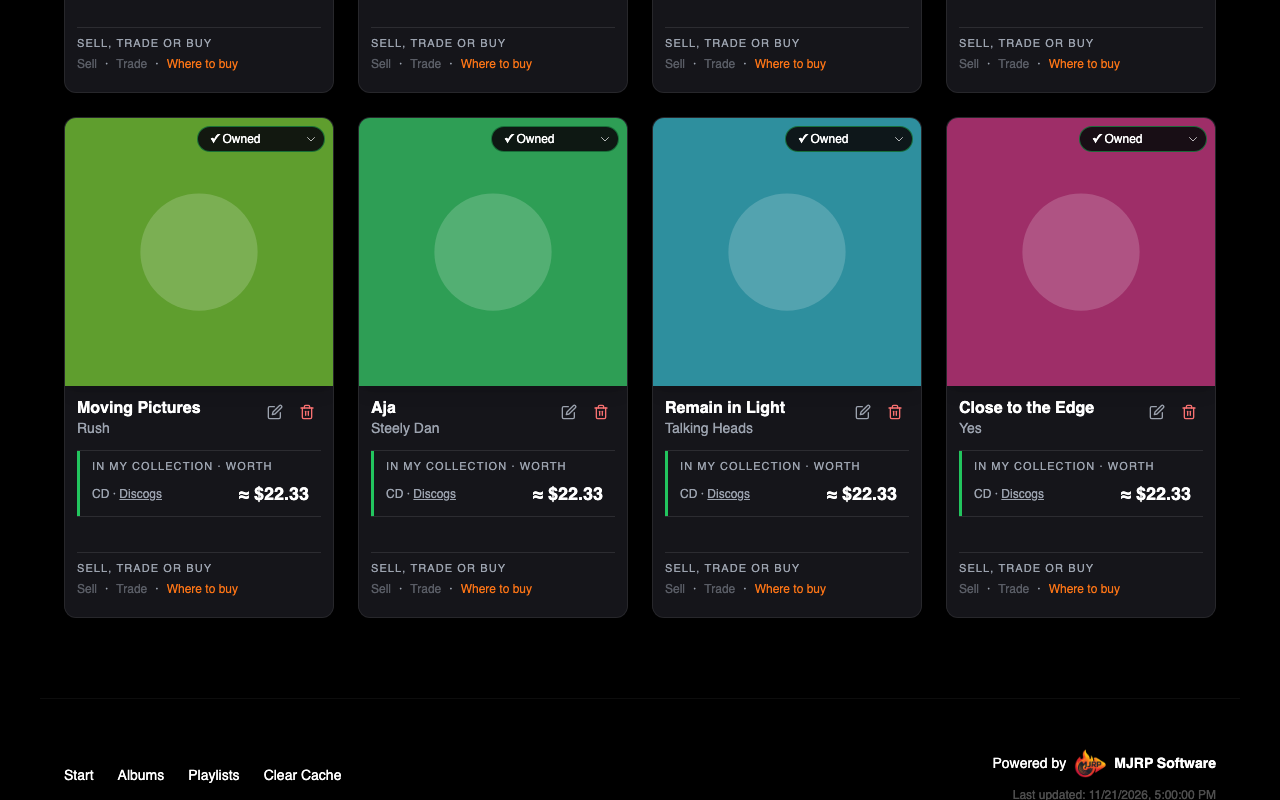 SELL, TRADE OR BUY SELL, TRADE OR BUY SELL, TRADE OR BUY SELL, TRADE OR BUY
Sell · Trade · Where to buy Sell · Trade · Where to buy Sell · Trade · Where to buy Sell · Trade · Where to buy
✓ Owned ✓ Owned ✓ Owned ✓ Owned
Moving Pictures Aja Remain in Light Close to the Edge
Rush Steely Dan Talking Heads Yes
IN MY COLLECTION · WORTH IN MY COLLECTION · WORTH IN MY COLLECTION · WORTH IN MY COLLECTION · WORTH
CD · Discogs ≈ $22.33 CD · Discogs ≈ $22.33 CD · Discogs ≈ $22.33 CD · Discogs ≈ $22.33
SELL, TRADE OR BUY SELL, TRADE OR BUY SELL, TRADE OR BUY SELL, TRADE OR BUY
Sell · Trade · Where to buy Sell · Trade · Where to buy Sell · Trade · Where to buy Sell · Trade · Where to buy
Powered by MJRP MJRP Software
Start Albums Playlists Clear Cache
Last updated: 11/21/2026, 5:00:00 PM